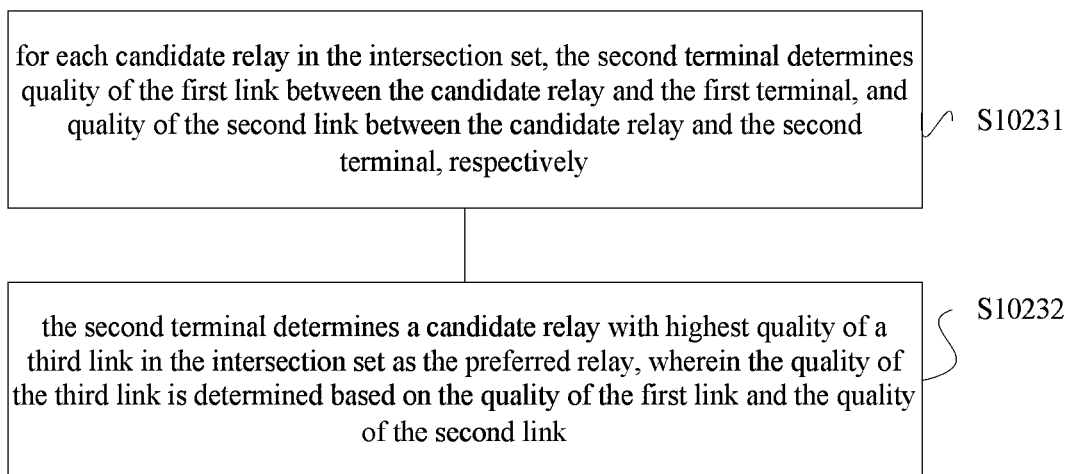 for each candidate relay in the intersection set, the second terminal determines
quality of the first link between the candidate relay and the first terminal, and
quality of the second link between the candidate relay and the second
terminal, respectively
S10231
the second terminal determines a candidate relay with highest quality of a
third link in the intersection set as the preferred relay, wherein the quality of
the third link is determined based on the quality of the first link and the quality
of the second link
S10232